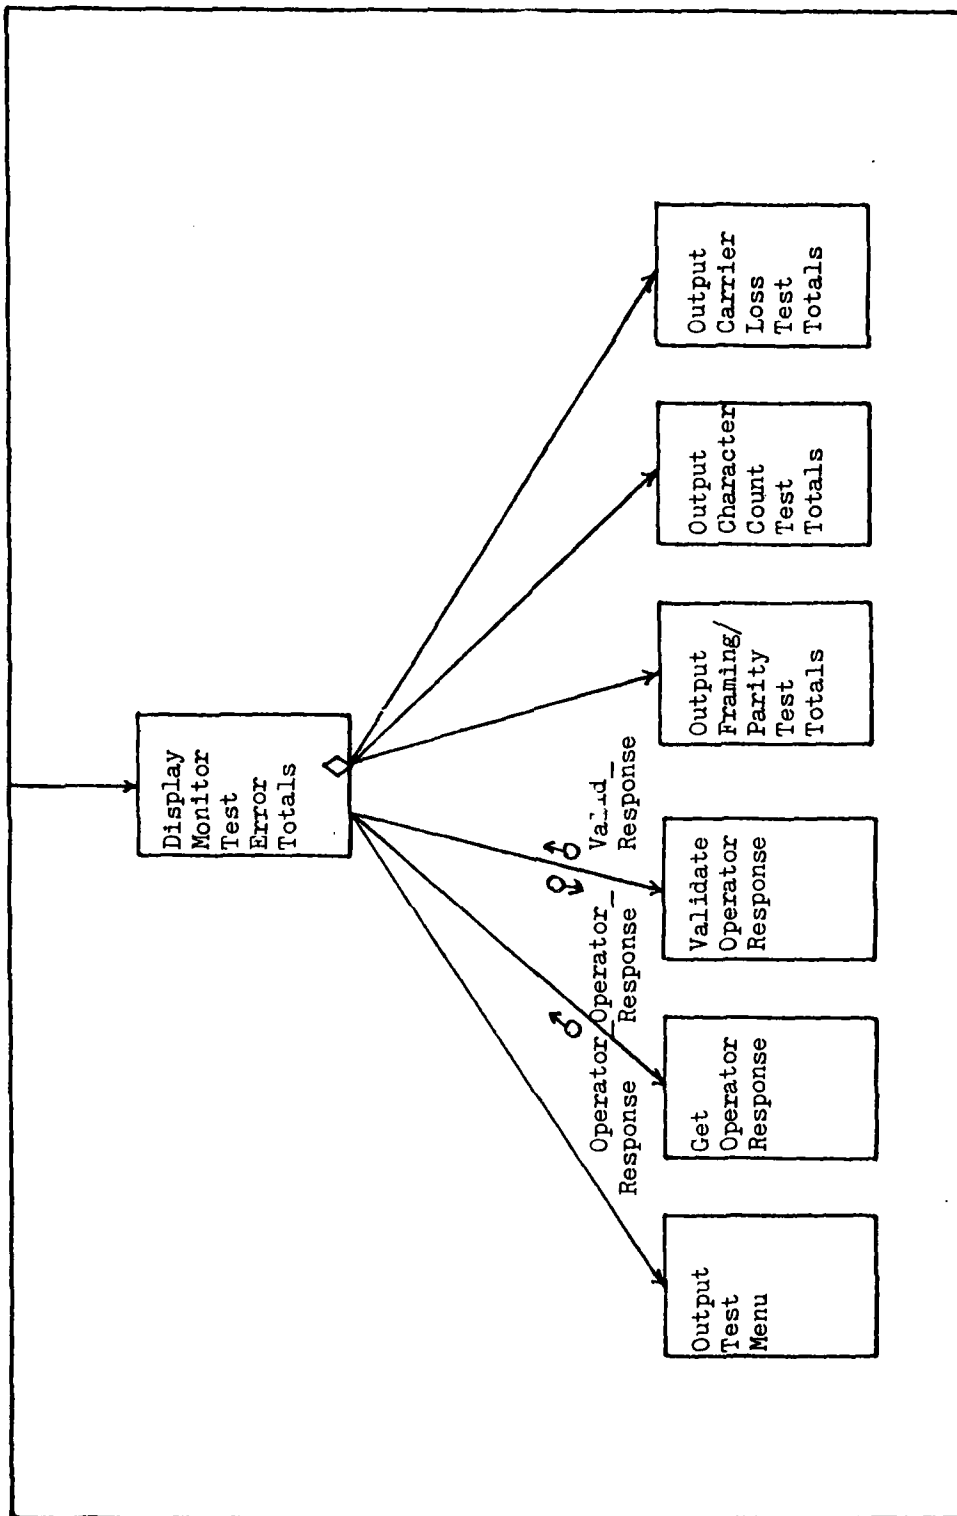 Display
Monitor
Test
Error
Totals
Operator_
Response
Operator_
Response
Valid_
Response
Output
Test
Menu
Get
Operator
Response
Validate
Operator
Response
Output
Framing/
Parity
Test
Totals
Output
Character
Count
Test
Totals
Output
Carrier
Loss
Test
Totals